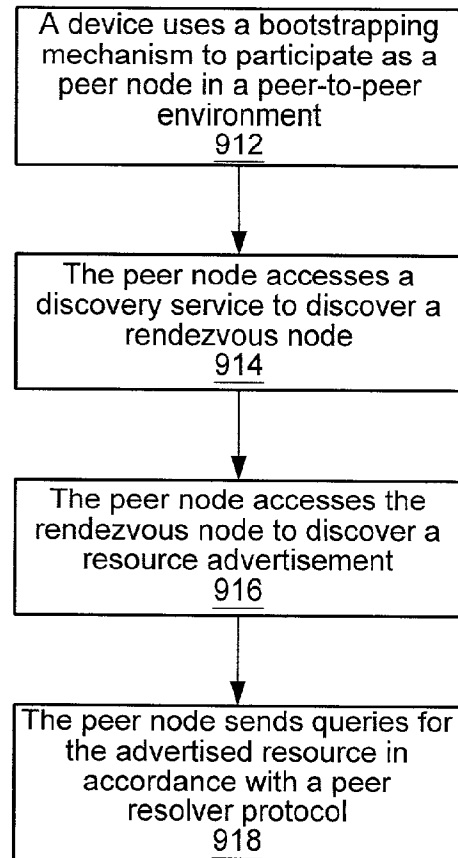 A device uses a bootstrapping
mechanism to participate as a
peer node in a peer-to-peer
environment
912
The peer node accesses a
discovery service to discover a
rendezvous node
914
The peer node accesses the
rendezvous node to discover a
resource advertisement
916
The peer node sends queries for
the advertised resource in
accordance with a peer
resolver protocol
918